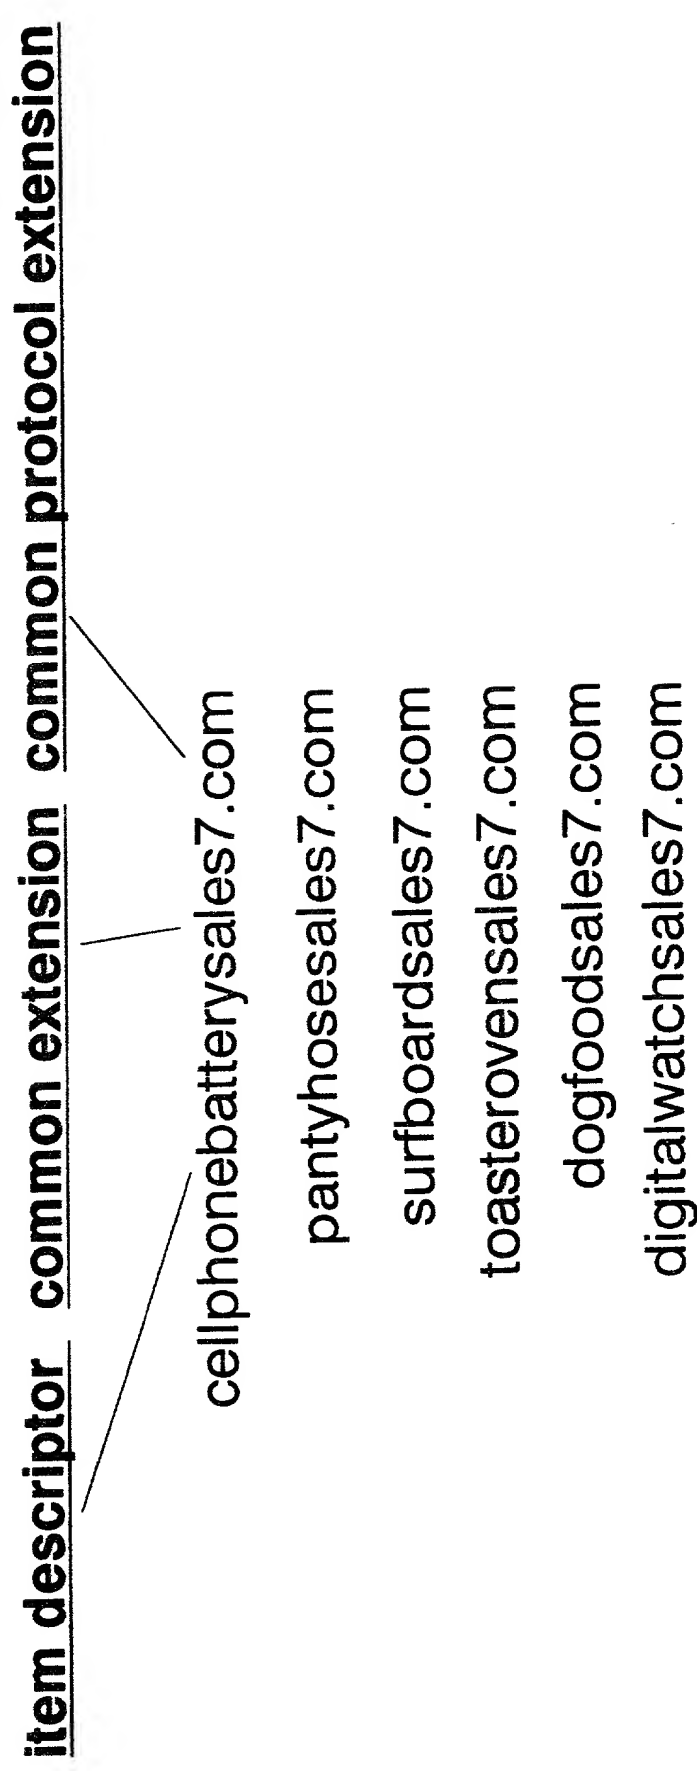 item descriptor common extension common protocol extension
cellphonebatterysales7.com
pantyhosesales7.com
surfboardsales7.com
toasterovensales7.com
dogfoodsales7.com
digitalwatchsales7.com